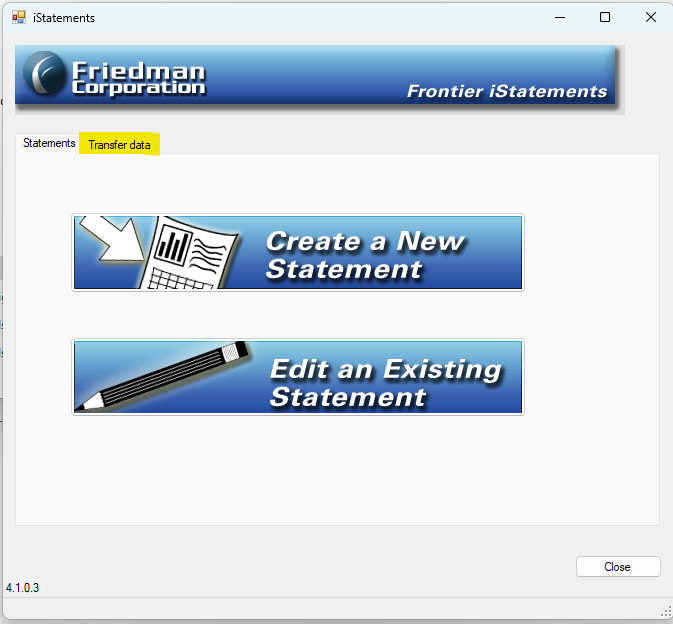 iStatements
Friedman
Corporation
Frontier iStatements
Statements
Transfer data
Create a New
Statement
Edit an Existing
Statement
Close
4.1.0.3